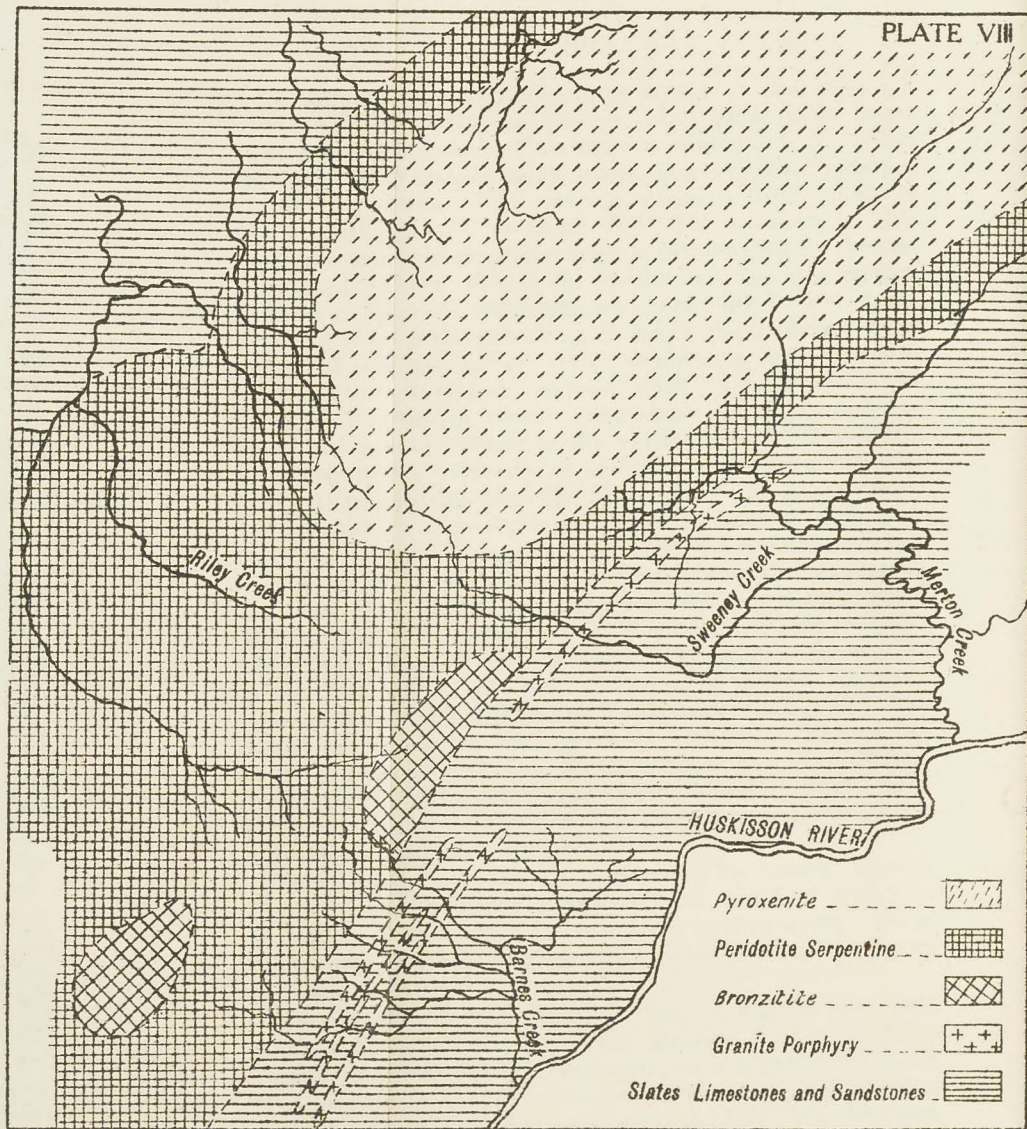 PLATE VIII
Riley Creek
Sweeney Creek
Merton Creek
HUSKISSON RIVER
Barnes Creek
Pyroxenite
Peridotite Serpentine
Bronzitite
Granite Porphyry
Slates Limestones and Sandstones